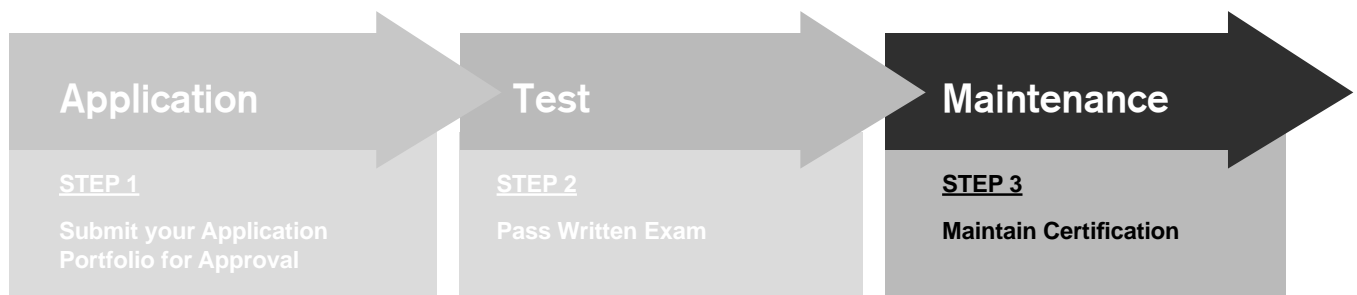 Application
Test
Maintenance
STEP 1
Submit your Application
Portfolio for Approval
STEP 2
Pass Written Exam
STEP 3
Maintain Certification